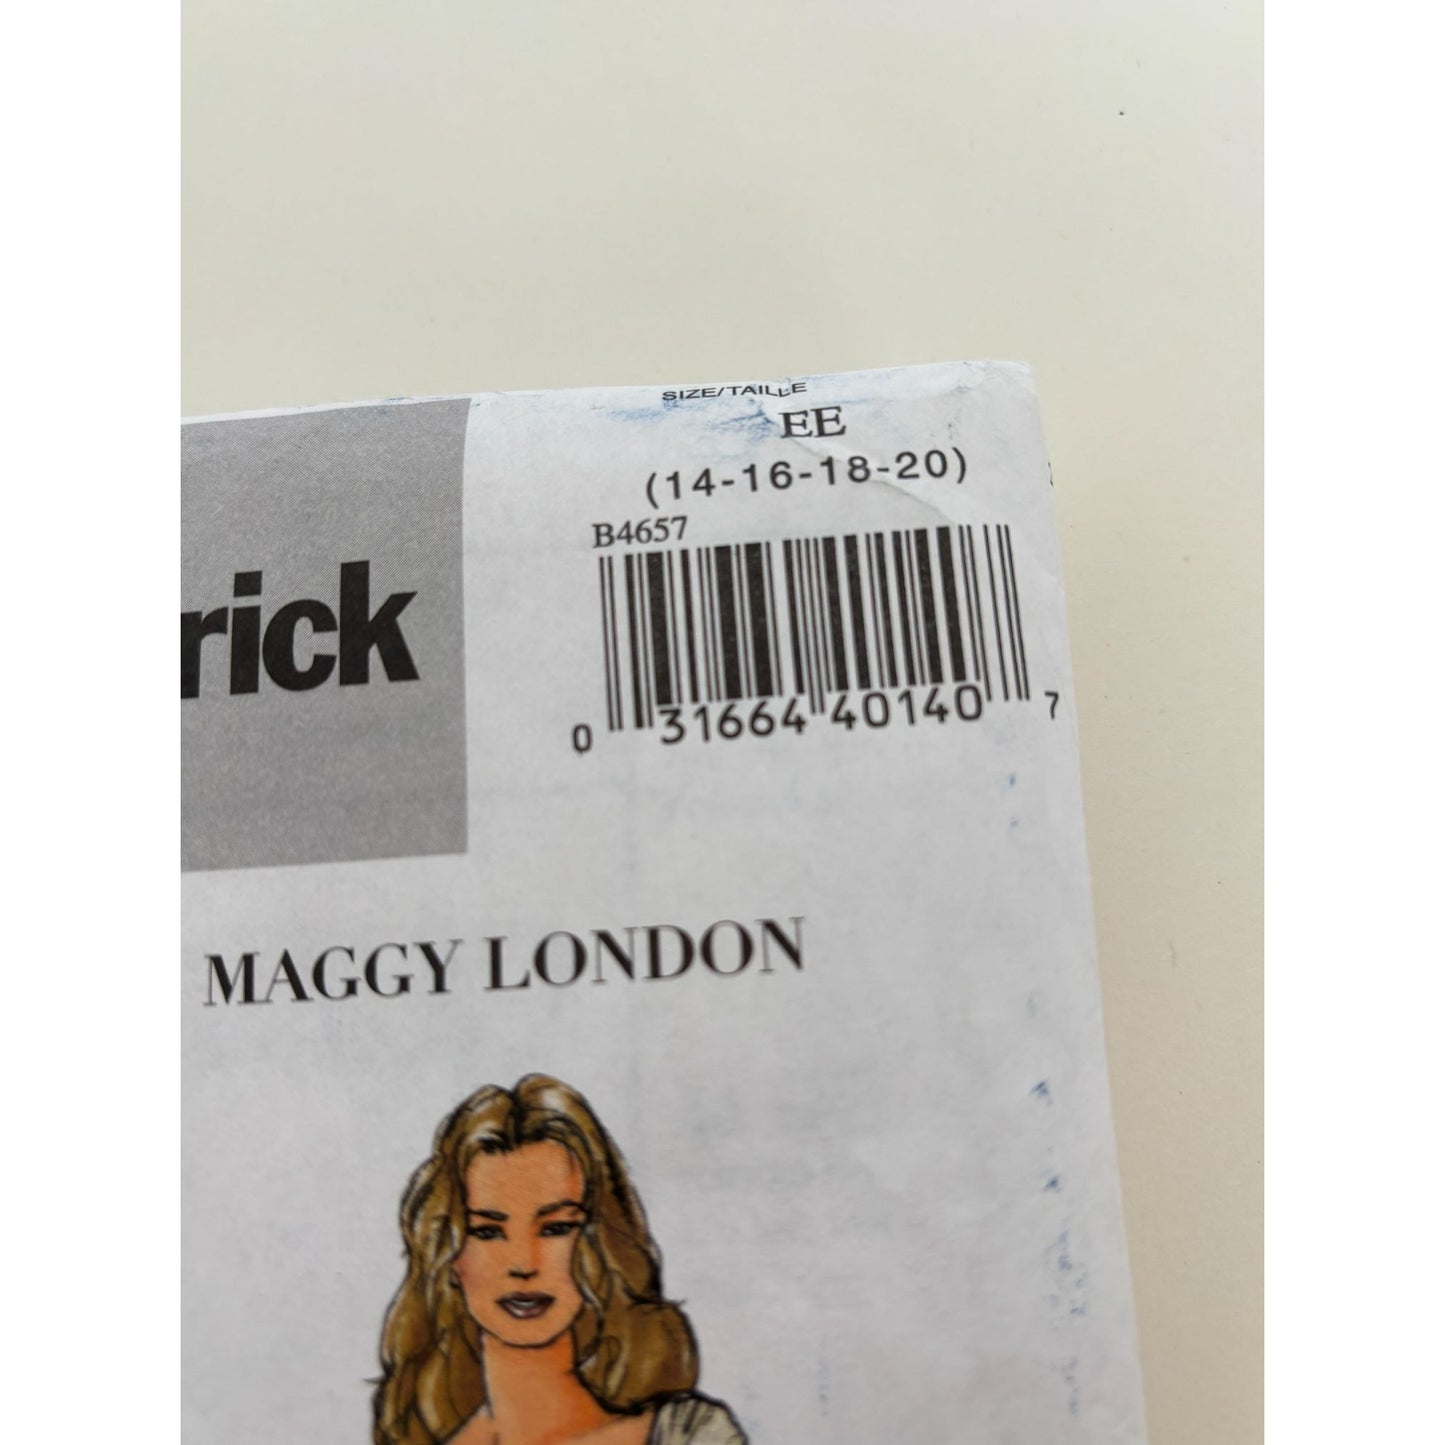 SIZE/TAILLE
EE
(14-16-18-20)
B4657
0 31664 40140 7
rick
MAGGY LONDON